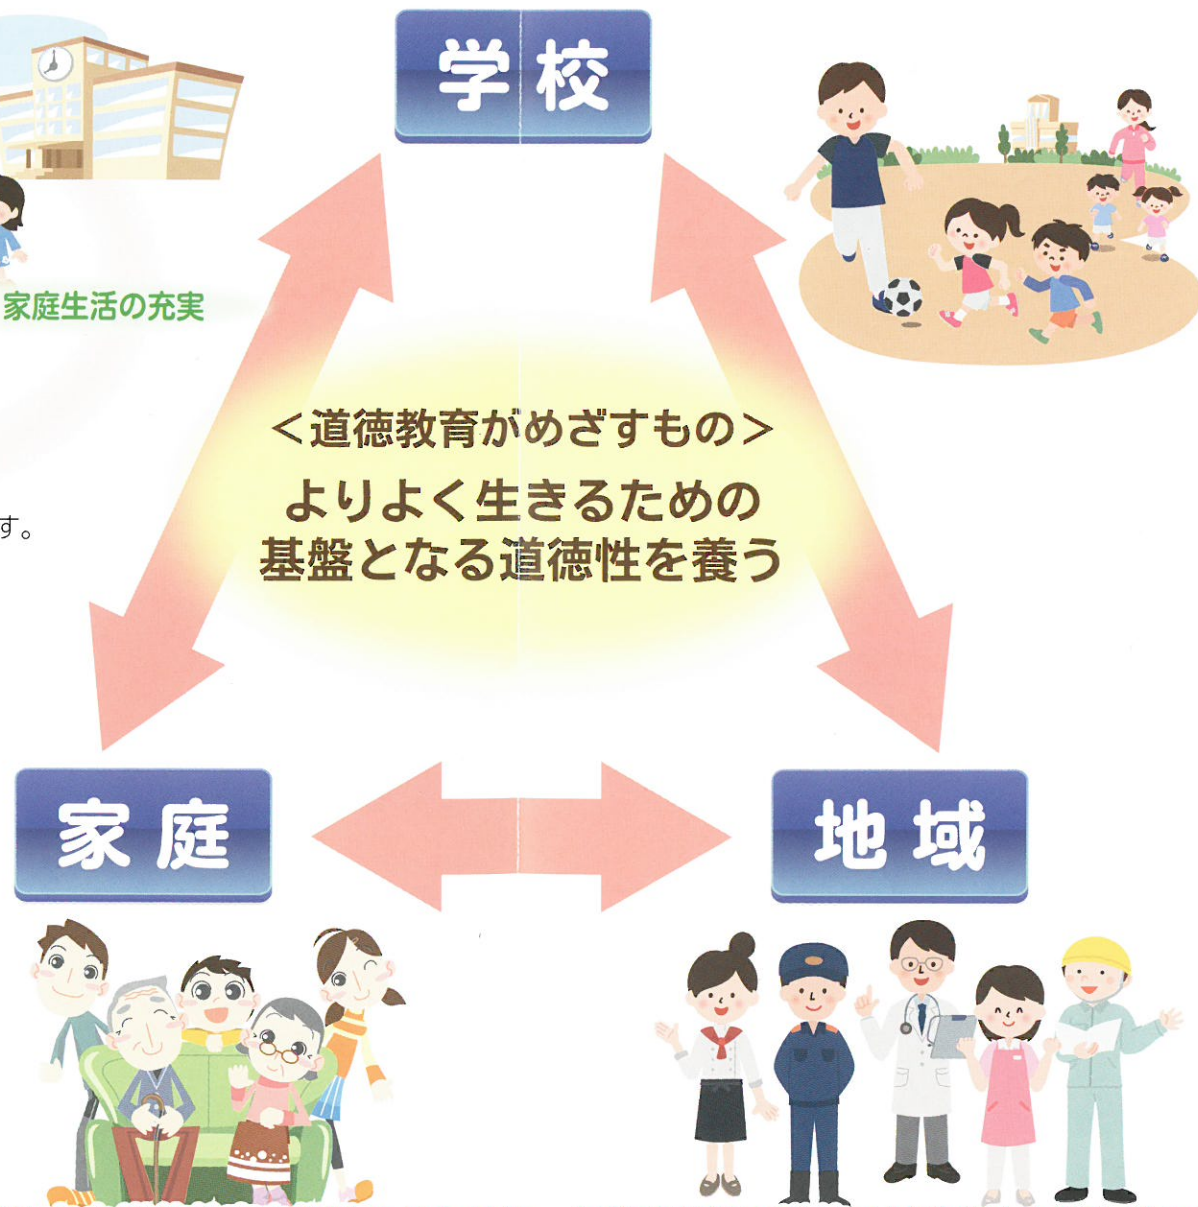 学校
家庭生活の充実
<道徳教育がめざすもの>
よりよく生きるための
基盤となる道徳性を養う
す。
家庭
地域